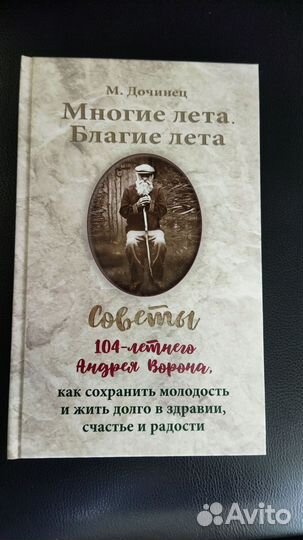 М. Дочинец
Многие лета.
Благие лета
Советы
104-летнего
Андрея Ворона,
как сохранить молодость
и жить долго в здравии,
счастье и радости
Avito